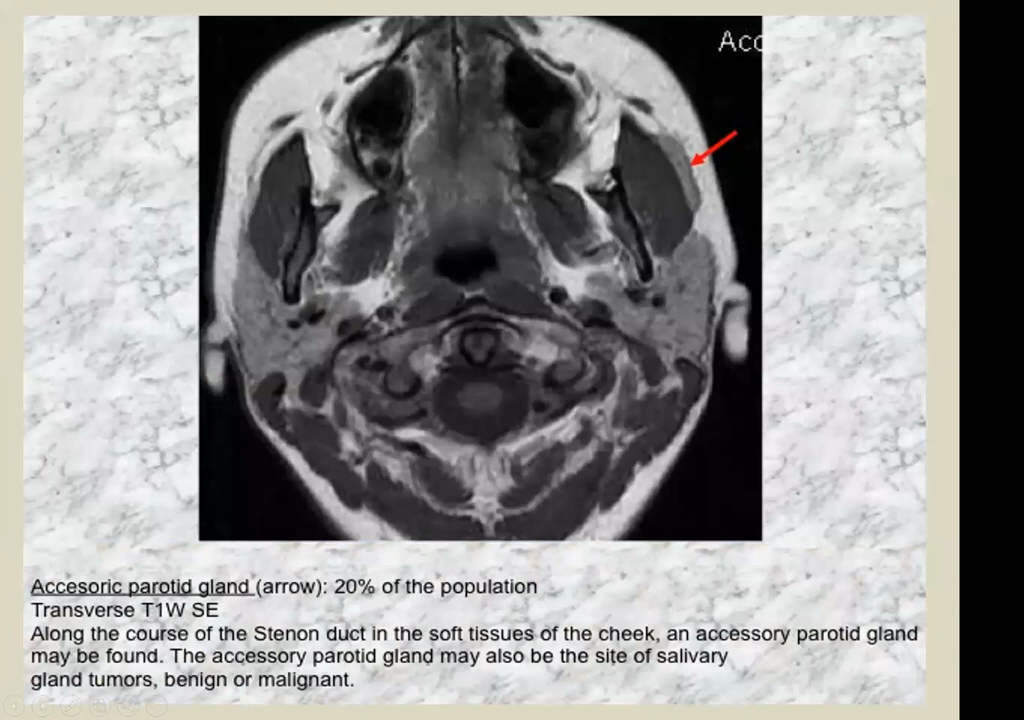 Acc
Accesoric parotid gland (arrow): 20% of the population
Transverse T1W SE
Along the course of the Stenon duct in the soft tissues of the cheek, an accessory parotid gland
may be found. The accessory parotid gland may also be the site of salivary
gland tumors, benign or malignant.